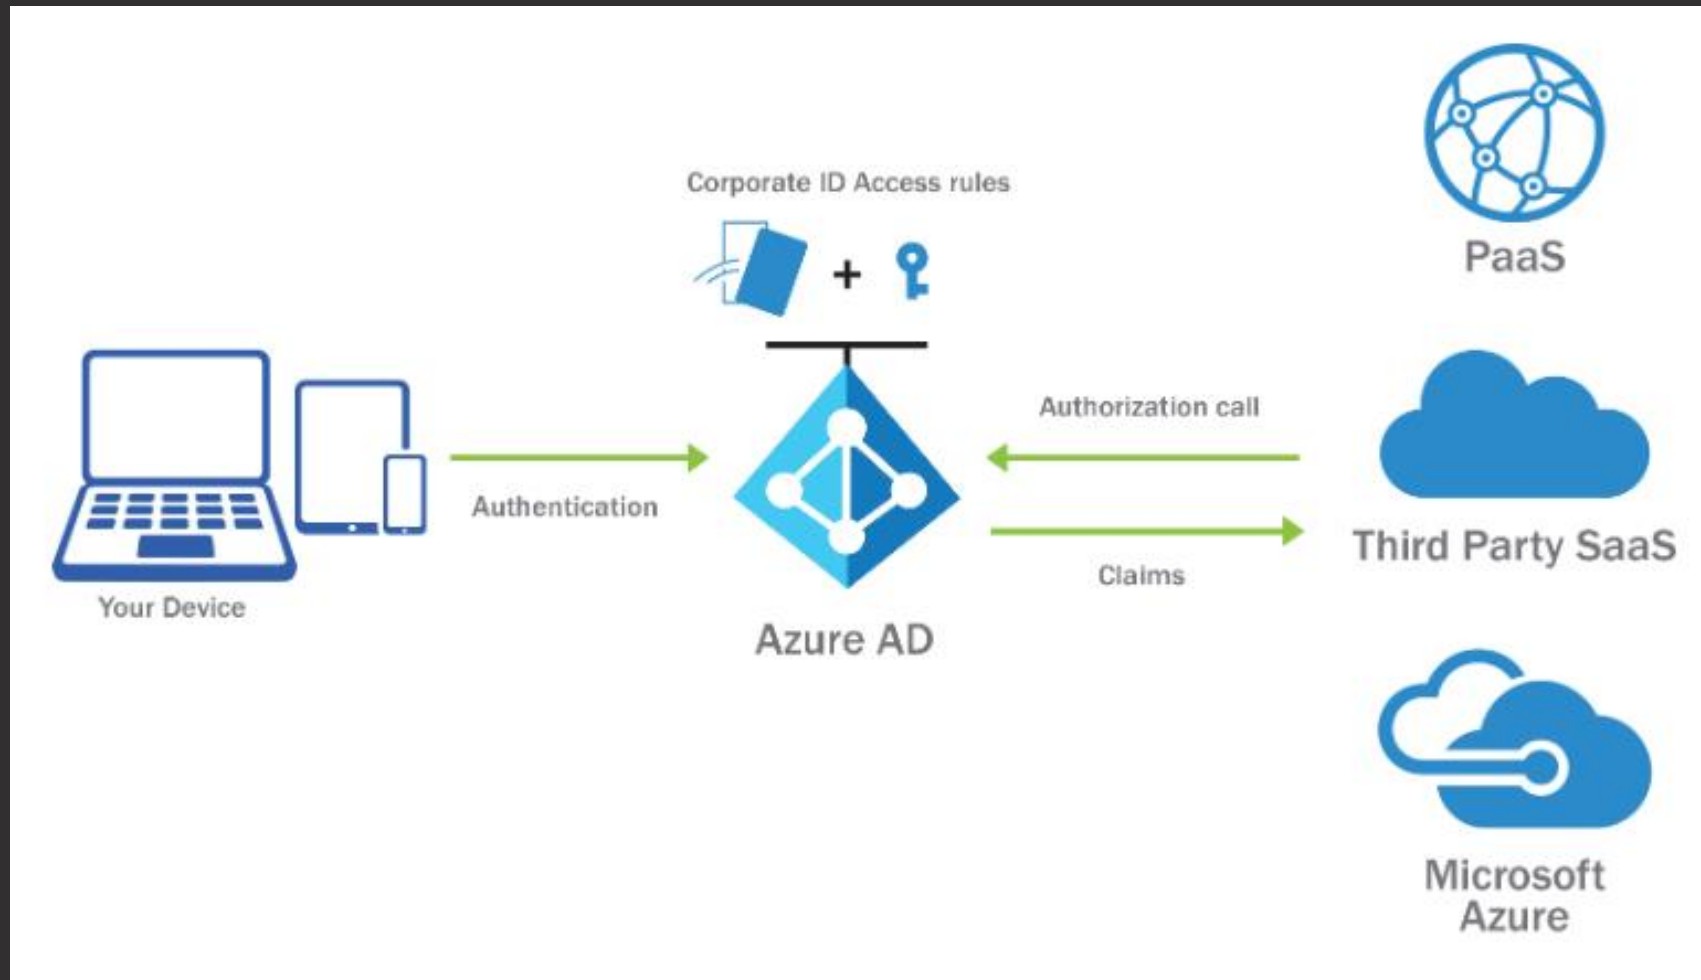 PaaS
Corporate ID Access rules
Authorization call
Authentication
Claims
Third Party SaaS
Your Device
Azure AD
Microsoft
Azure